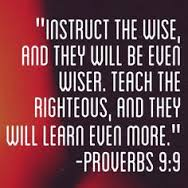 "INSTRUCT THE WISE,
AND THEY WILL BE EVEN
WISER. TEACH THE
RIGHTEOUS, AND THEY
WILL LEARN EVEN MORE."
-PROVERBS 9:9